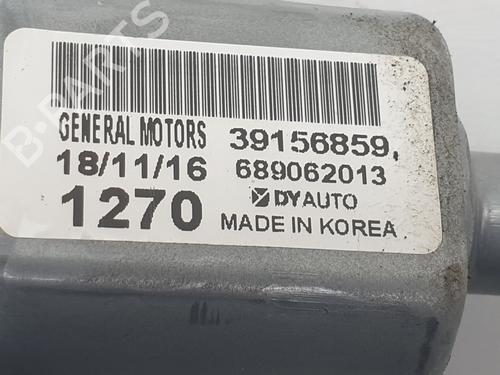 B-PARTS
GENERAL MOTORS 39156859,
18/11/16 689062013
1270 DYAUTO
MADE IN KOREA